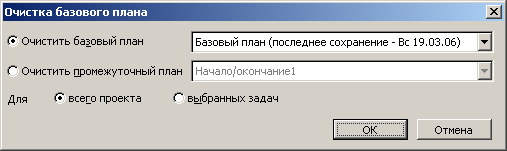 Очистка базового плана
Очистить базовый план Базовый план (последнее сохранение - Вс 19.03.06)
Очистить промежуточный план Начало/окончание1
Для всего проекта выбранных задач
ОК Отмена